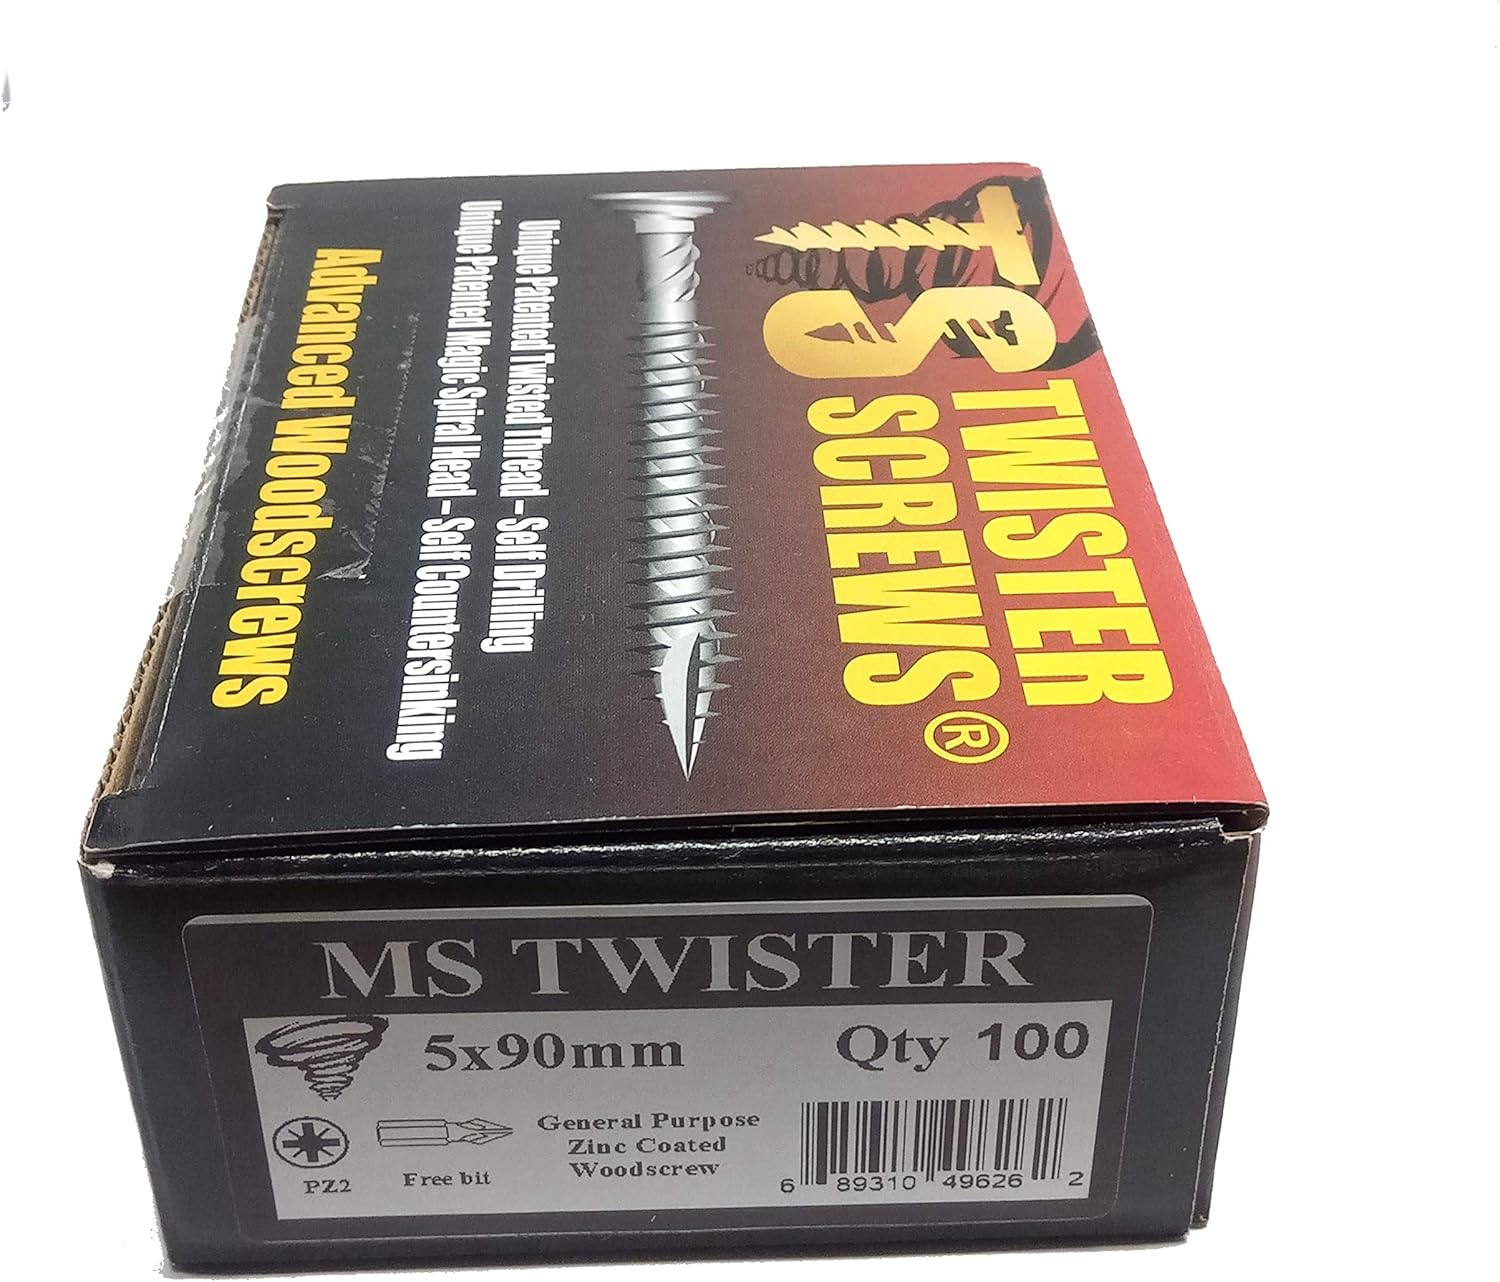 TS
TWISTER
SCREWS®
Unique Patented Twisted Thread – Self Drilling
Unique Patented Magic Spiral Head – Self Countersinking
Advanced Woodscrews
MS TWISTER
5x90mm
Qty 100
PZ2
Free bit
General Purpose
Zinc Coated
Woodscrew
6 89310 49626 2